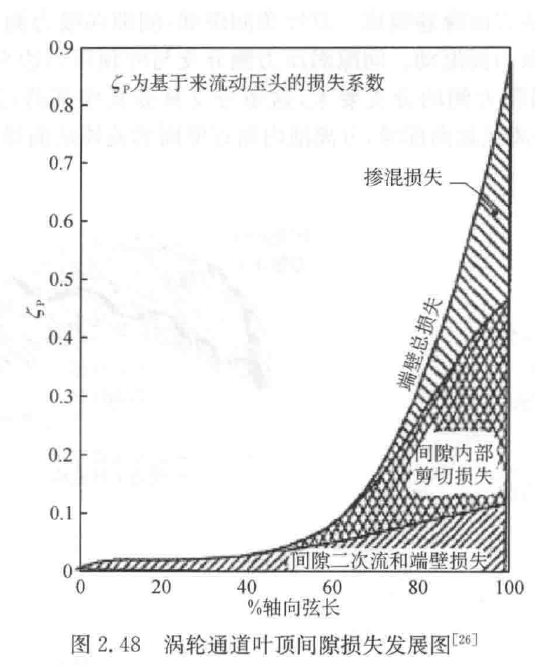 ζP为基于来流动压头的损失系数
0.9
0.8
0.7
0.6
0.5
0.4
0.3
0.2
0.1
0
ζP
掺混损失
端壁总损失
间隙内部
剪切损失
间隙二次流和端壁损失
0 20 40 60 80 100
%轴向弦长
图 2.48 涡轮通道叶顶间隙损失发展图[26]